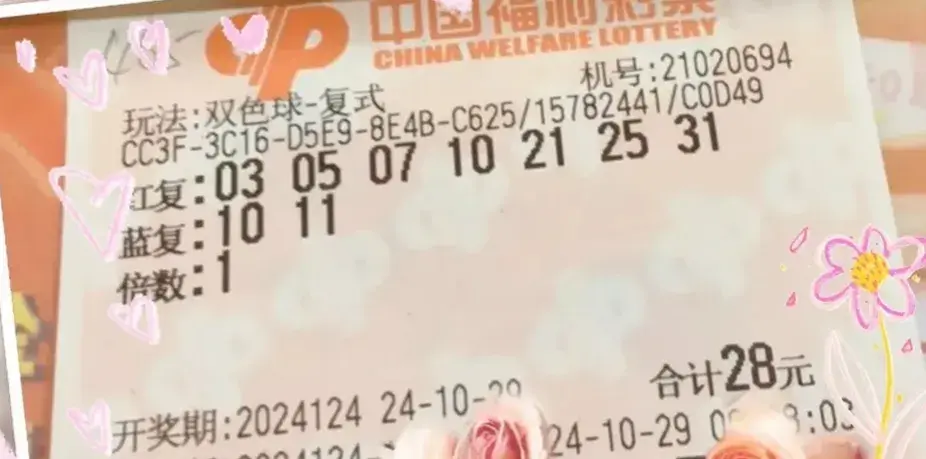 中国福利彩票
CHINA WELFARE LOTTERY
机号:21020694
玩法:双色球-复式
CC3F-3C16-D5E9-8E4B-C625/15782441/C0D49
红复:03 05 07 10 21 25 31
蓝复:10 11
倍数:1
合计28元
开奖期:2024124 24-10-29
24-10-29